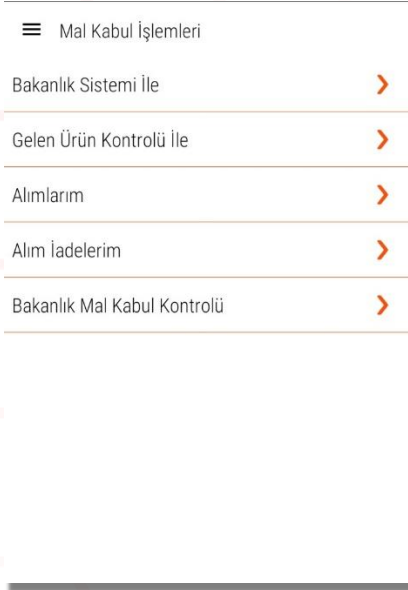 Mal Kabul İşlemleri
Bakanlık Sistemi İle
Gelen Ürün Kontrolü İle
Alımlarım
Alım İadelerim
Bakanlık Mal Kabul Kontrolü